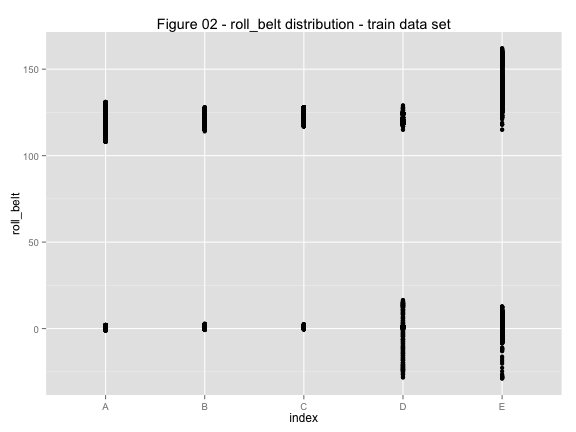 Figure 02 - roll_belt distribution - train data set
150
100
50
0
roll_belt
A B C D E
index